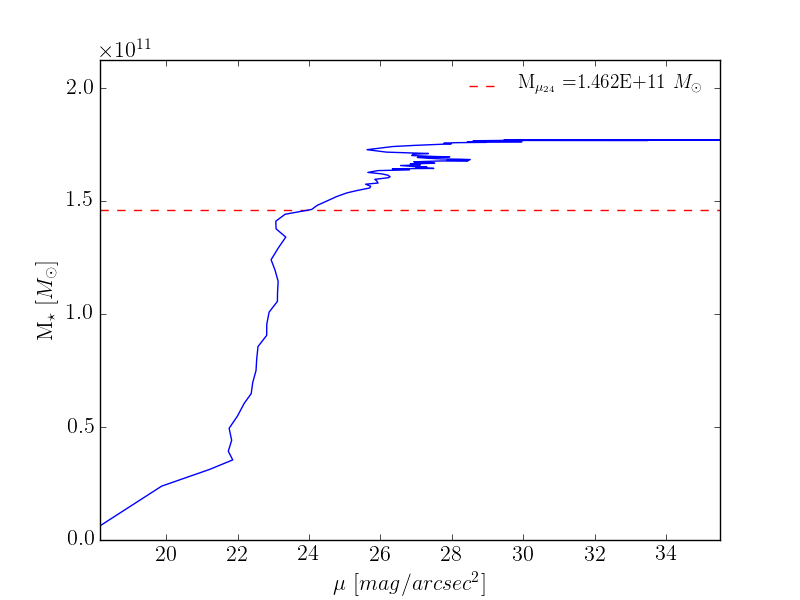 ×10¹¹
2.0
M_μ₂₄ =1.462E+11 M_⊙
1.5
1.0
0.5
0.0
M⋆ [M_⊙]
20 22 24 26 28 30 32 34
μ [mag/arcsec²]